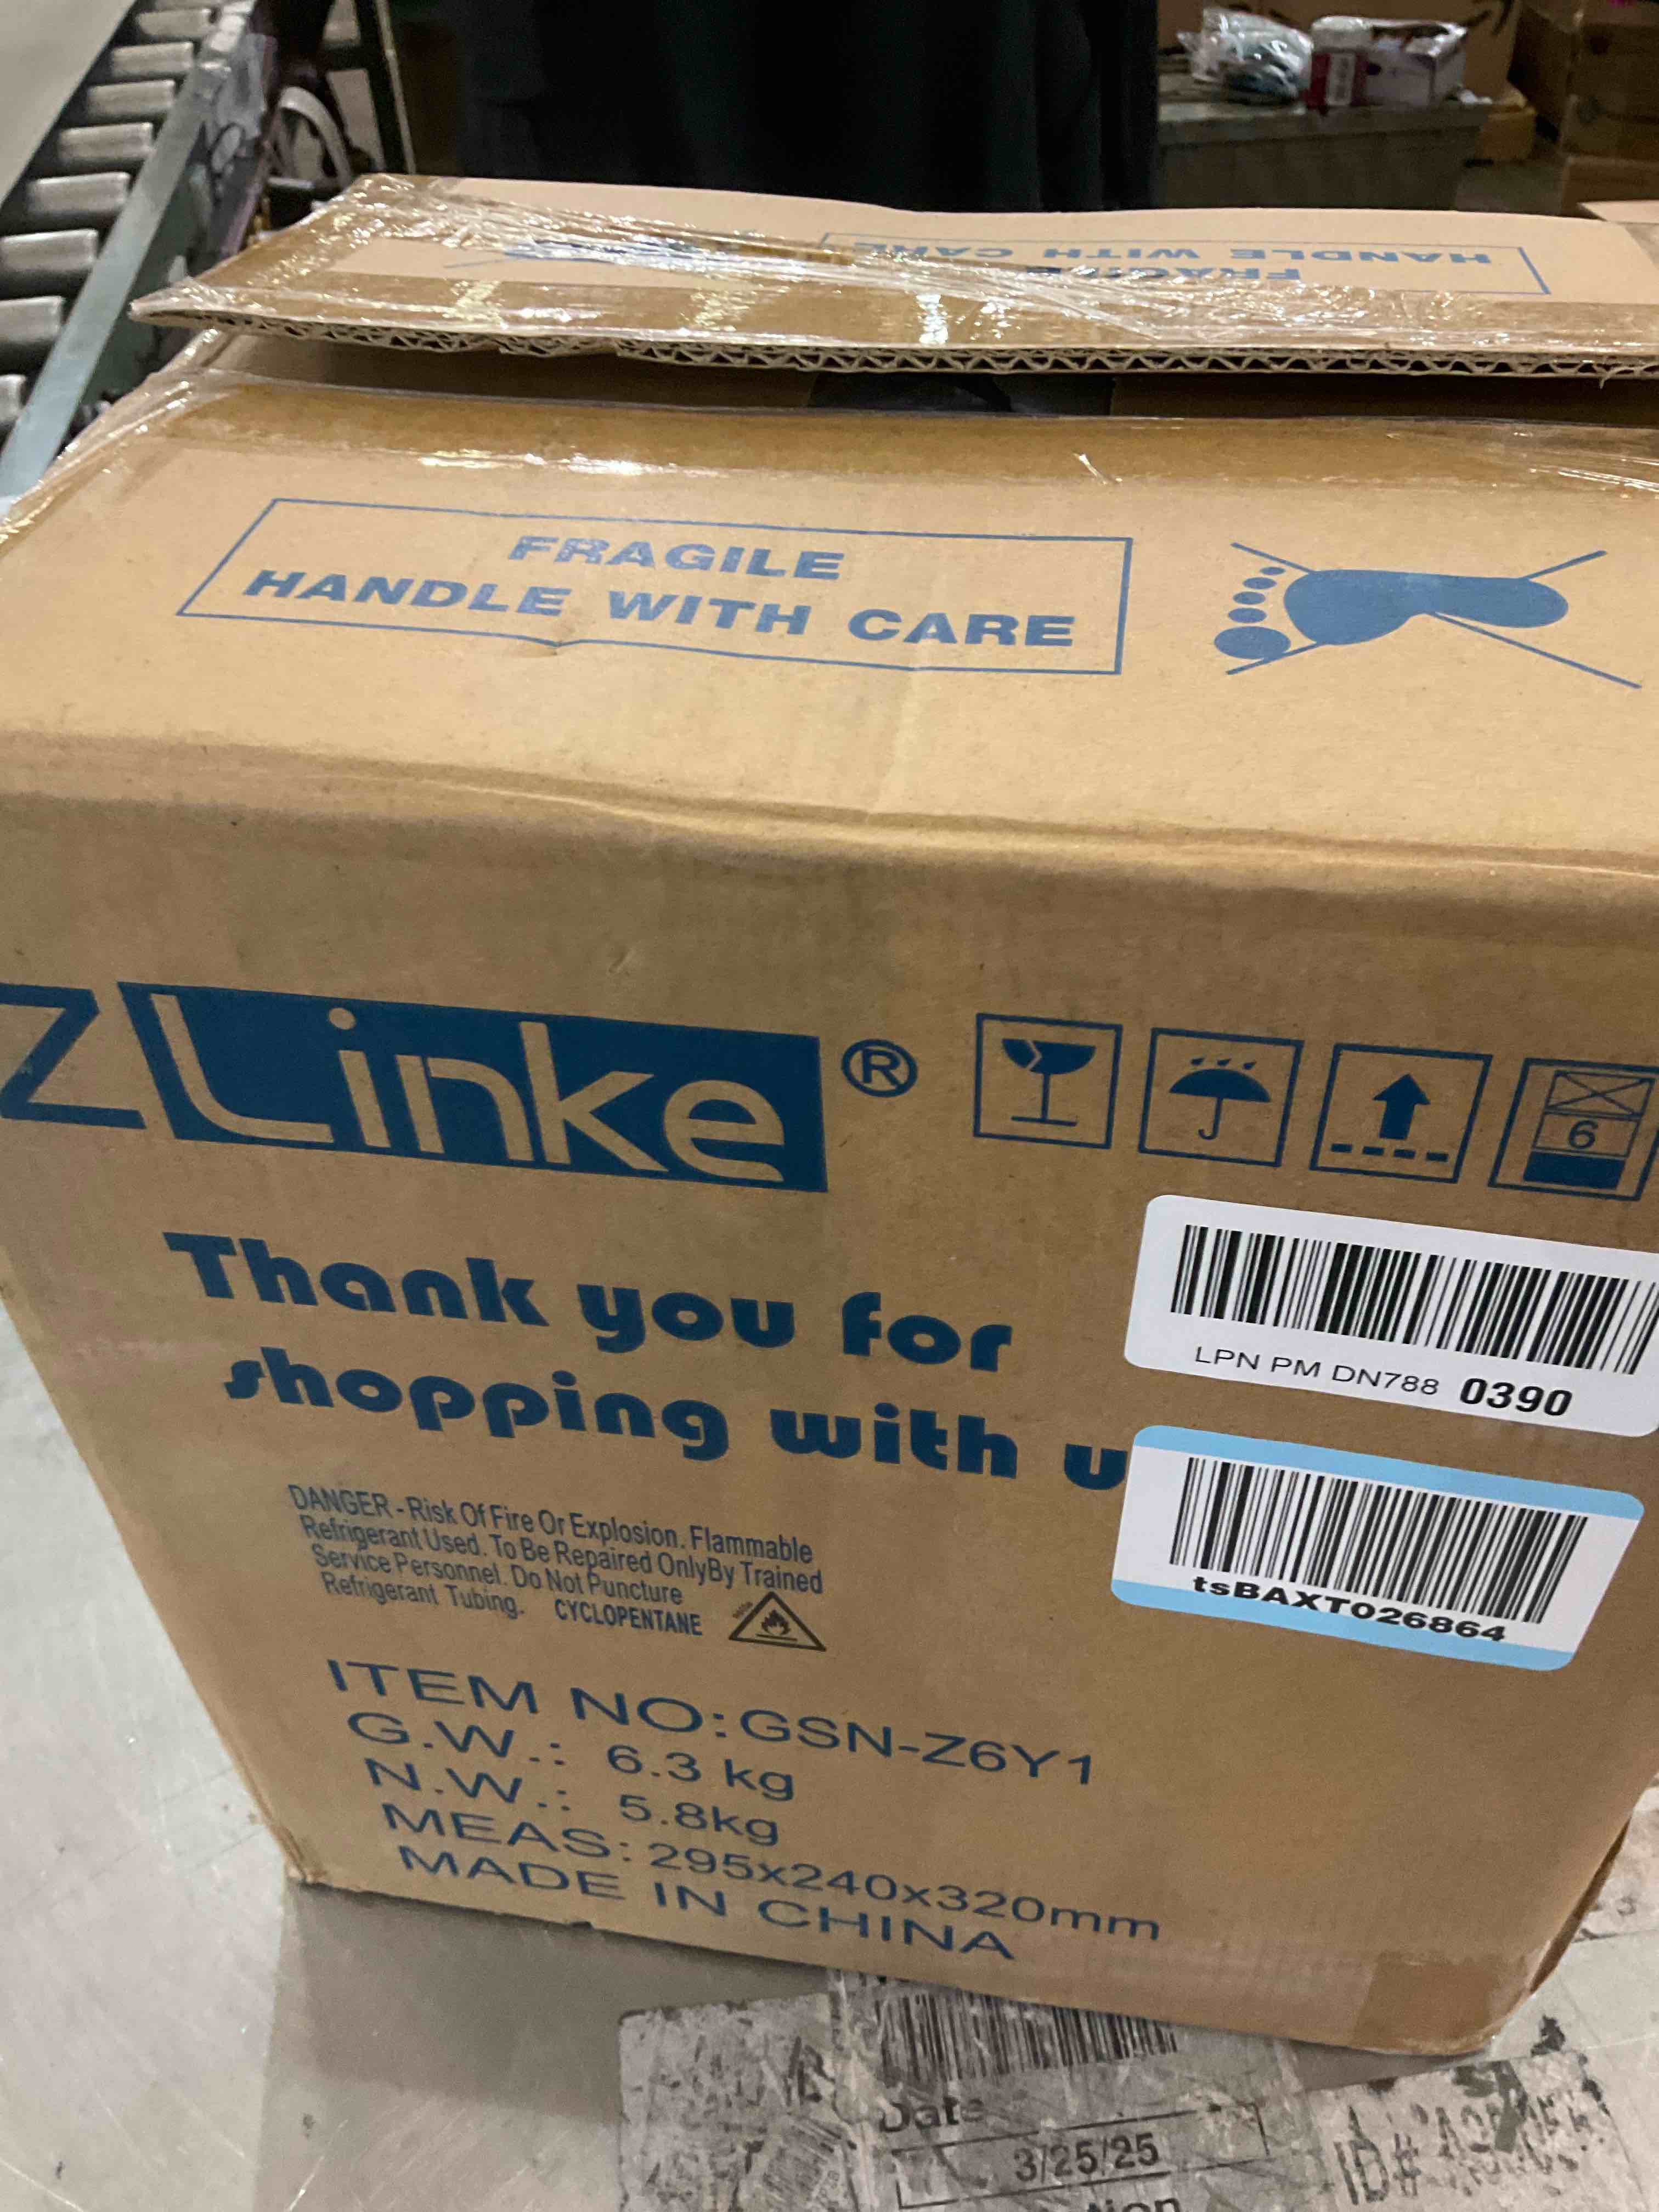 FRAGILE
HANDLE WITH CARE
FRAGILE
HANDLE WITH CARE
ZLinke®
6
Thank you for
shopping with u
LPN PM DN788 0390
tsBAXT026864
DANGER - Risk Of Fire Or Explosion. Flammable
Refrigerant Used. To Be Repaired OnlyBy Trained
Service Personnel. Do Not Puncture
Refrigerant Tubing. CYCLOPENTANE
ITEM NO:GSN-Z6Y1
G.W.: 6.3 kg
N.W.: 5.8kg
MEAS: 295x240x320mm
MADE IN CHINA
Date
3/25/25
ID#